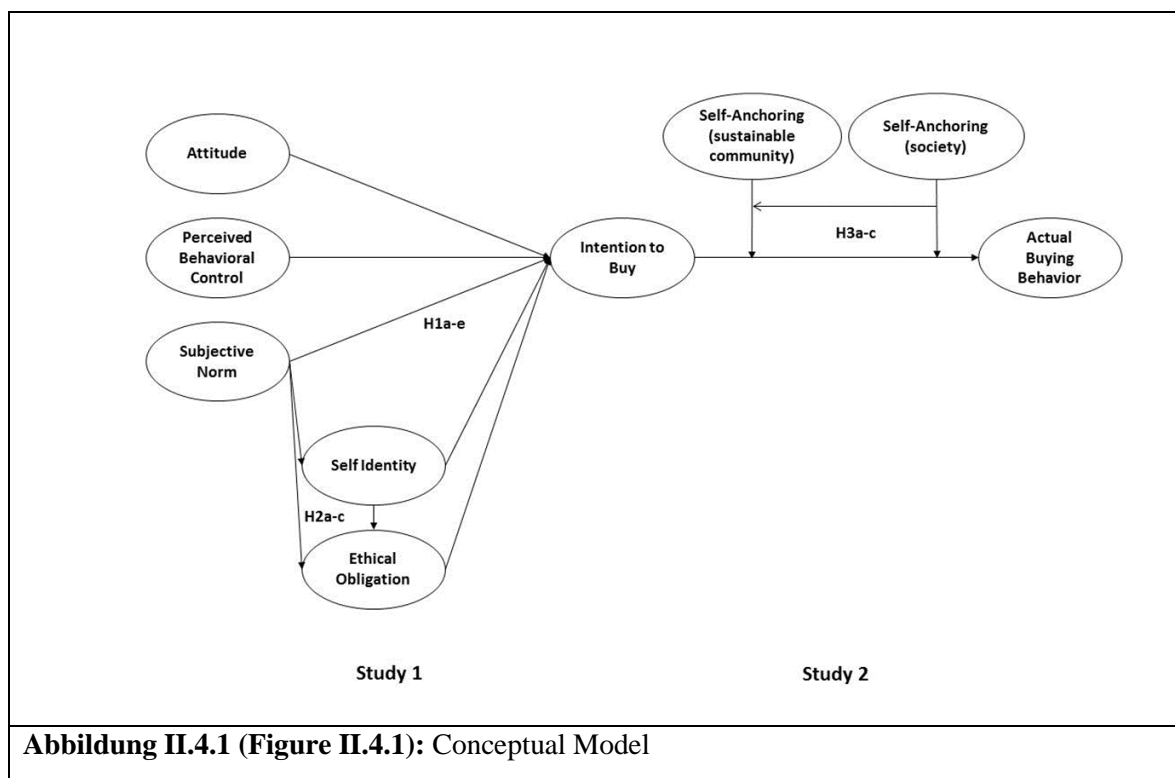 Self-Anchoring
(sustainable
community)
Self-Anchoring
(society)
Attitude
Perceived
Behavioral
Control
Intention to
Buy
H3a-c
Actual
Buying
Behavior
H1a-e
Subjective
Norm
Self Identity
H2a-c
Ethical
Obligation
Study 1
Study 2
Abbildung II.4.1 (Figure II.4.1): Conceptual Model